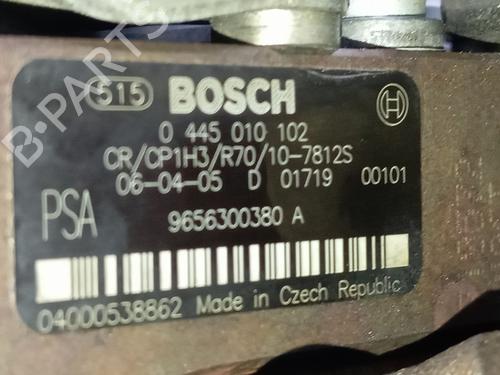 515 BOSCH
0 445 010 102
CR/CP1H3/R70/10-7812S
06-04-05 D 01719 00101
PSA 9656300380 A
04000538862 Made in Czech Republic
B-PARTS